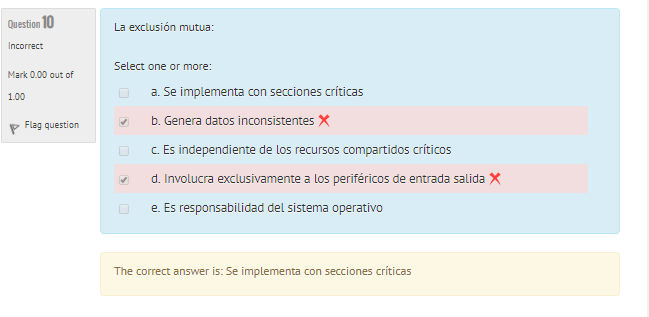 Question 10
Incorrect
Mark 0.00 out of
1.00
Flag question
La exclusión mutua:
Select one or more:
a. Se implementa con secciones críticas
b. Genera datos inconsistentes
c. Es independiente de los recursos compartidos críticos
d. Involucra exclusivamente a los periféricos de entrada salida
e. Es responsabilidad del sistema operativo
The correct answer is: Se implementa con secciones críticas